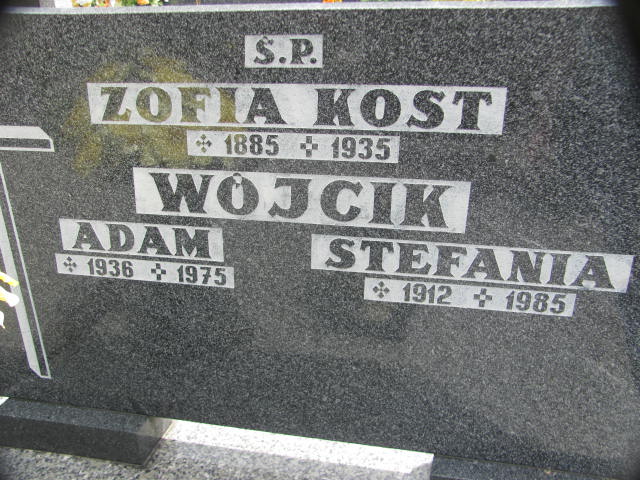 Ś.P.
ZOFIA KOST
1885 ✢ 1935
WÓJCIK
ADAM
1936 ✢ 1975
STEFANIA
1912 ✢ 1985